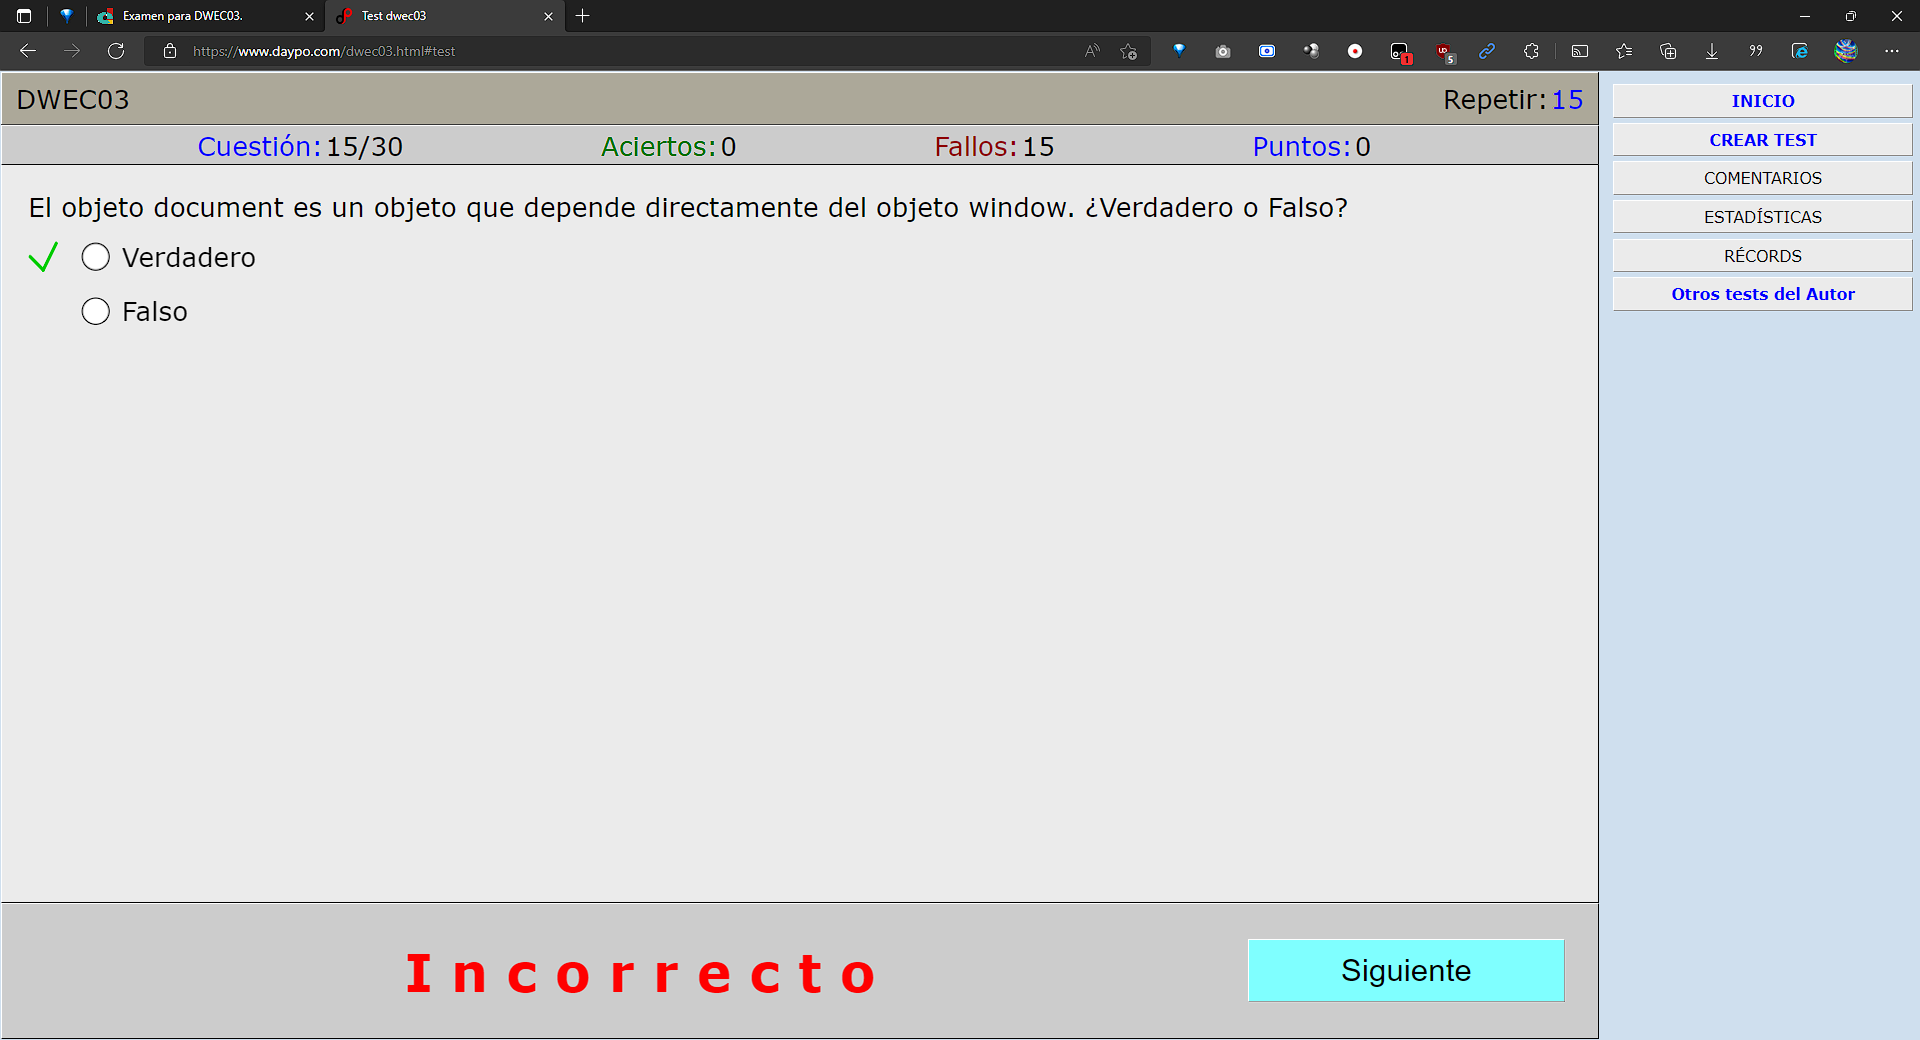 Examen para DWEC03.
Test dwec03
https://www.daypo.com/dwec03.html#test
1
5
DWEC03
Repetir: 15
Cuestión: 15/30
Aciertos: 0
Fallos: 15
Puntos: 0
El objeto document es un objeto que depende directamente del objeto window. ¿Verdadero o Falso?
Verdadero
Falso
Incorrecto
Siguiente
INICIO
CREAR TEST
COMENTARIOS
ESTADÍSTICAS
RÉCORDS
Otros tests del Autor